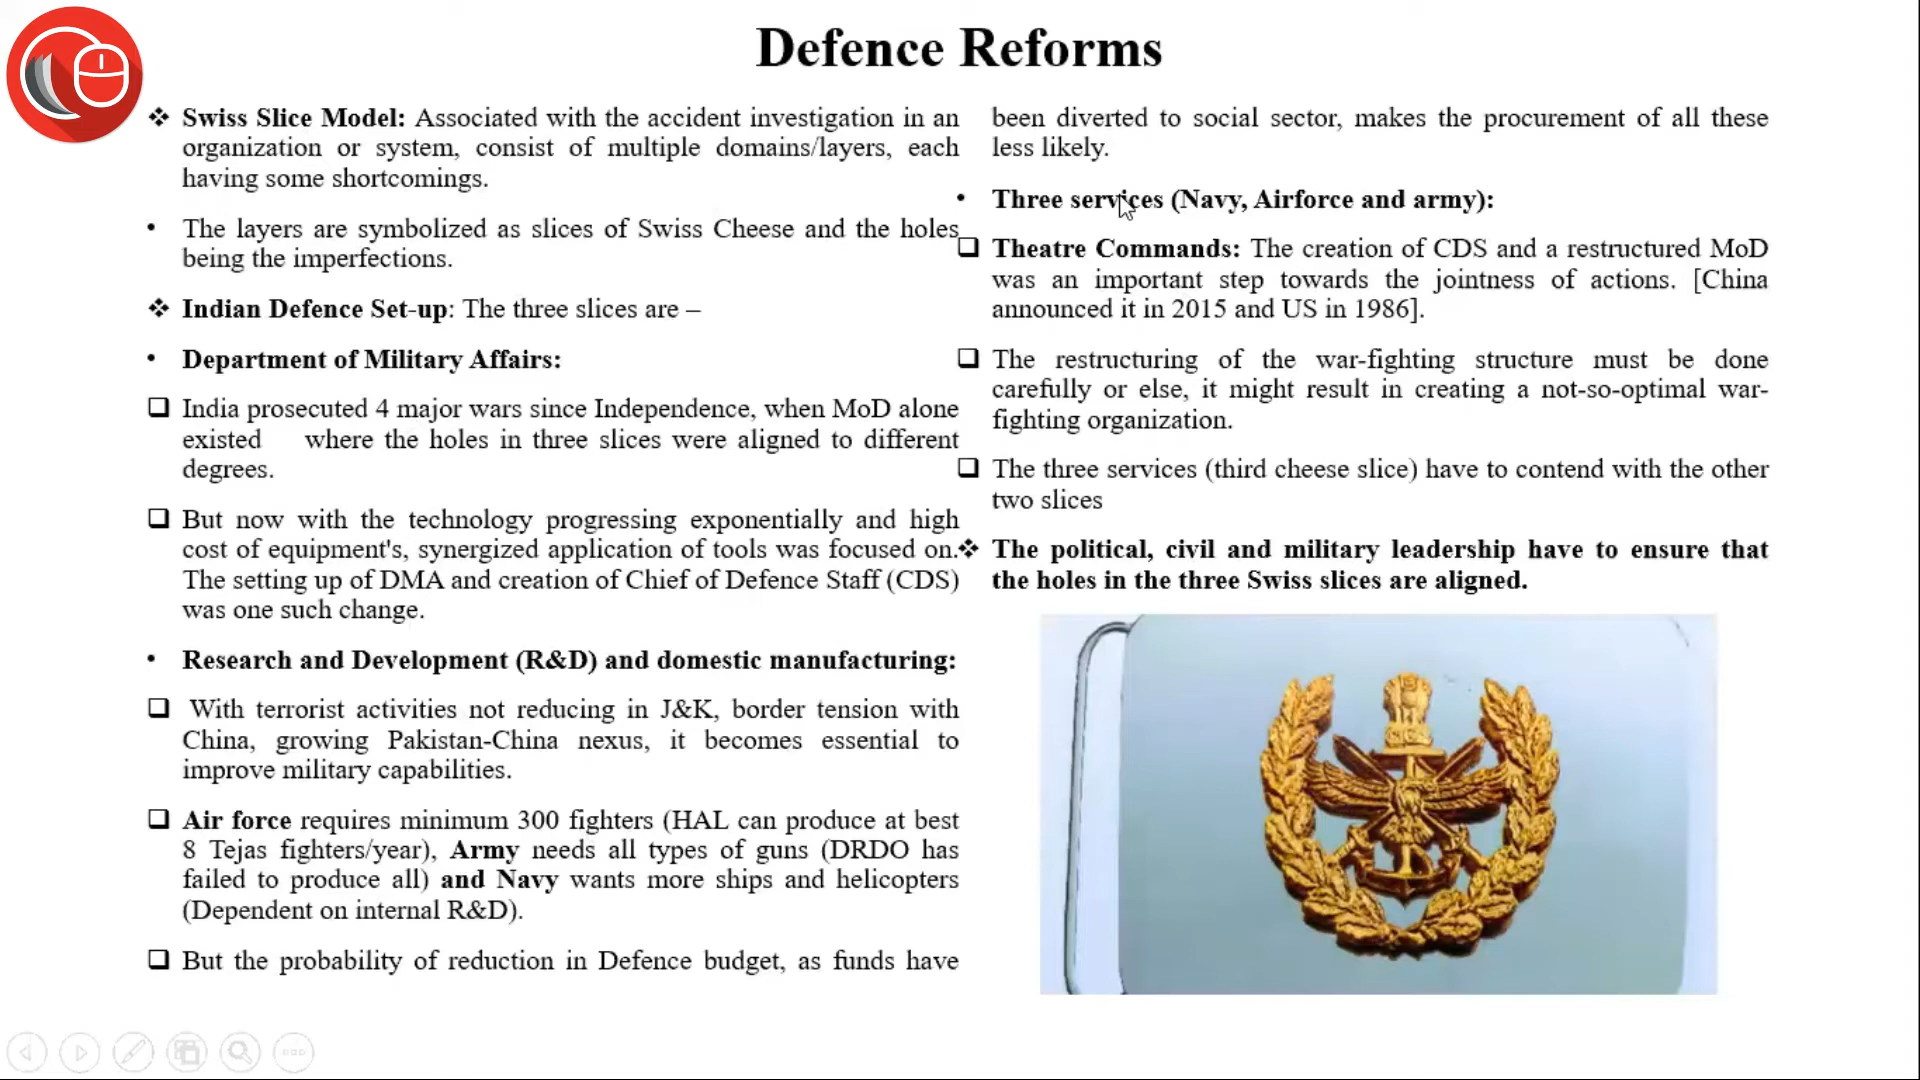 Defence Reforms
❖ Swiss Slice Model: Associated with the accident investigation in an
organization or system, consist of multiple domains/layers, each
having some shortcomings.
• The layers are symbolized as slices of Swiss Cheese and the holes
being the imperfections.
❖ Indian Defence Set-up: The three slices are –
• Department of Military Affairs:
❑ India prosecuted 4 major wars since Independence, when MoD alone
existed where the holes in three slices were aligned to different
degrees.
❑ But now with the technology progressing exponentially and high
cost of equipment's, synergized application of tools was focused on.
The setting up of DMA and creation of Chief of Defence Staff (CDS)
was one such change.
• Research and Development (R&D) and domestic manufacturing:
❑ With terrorist activities not reducing in J&K, border tension with
China, growing Pakistan-China nexus, it becomes essential to
improve military capabilities.
❑ Air force requires minimum 300 fighters (HAL can produce at best
8 Tejas fighters/year), Army needs all types of guns (DRDO has
failed to produce all) and Navy wants more ships and helicopters
(Dependent on internal R&D).
❑ But the probability of reduction in Defence budget, as funds have
been diverted to social sector, makes the procurement of all these
less likely.
• Three services (Navy, Airforce and army):
❑ Theatre Commands: The creation of CDS and a restructured MoD
was an important step towards the jointness of actions. [China
announced it in 2015 and US in 1986].
❑ The restructuring of the war-fighting structure must be done
carefully or else, it might result in creating a not-so-optimal war-
fighting organization.
❑ The three services (third cheese slice) have to contend with the other
two slices
❖ The political, civil and military leadership have to ensure that
the holes in the three Swiss slices are aligned.